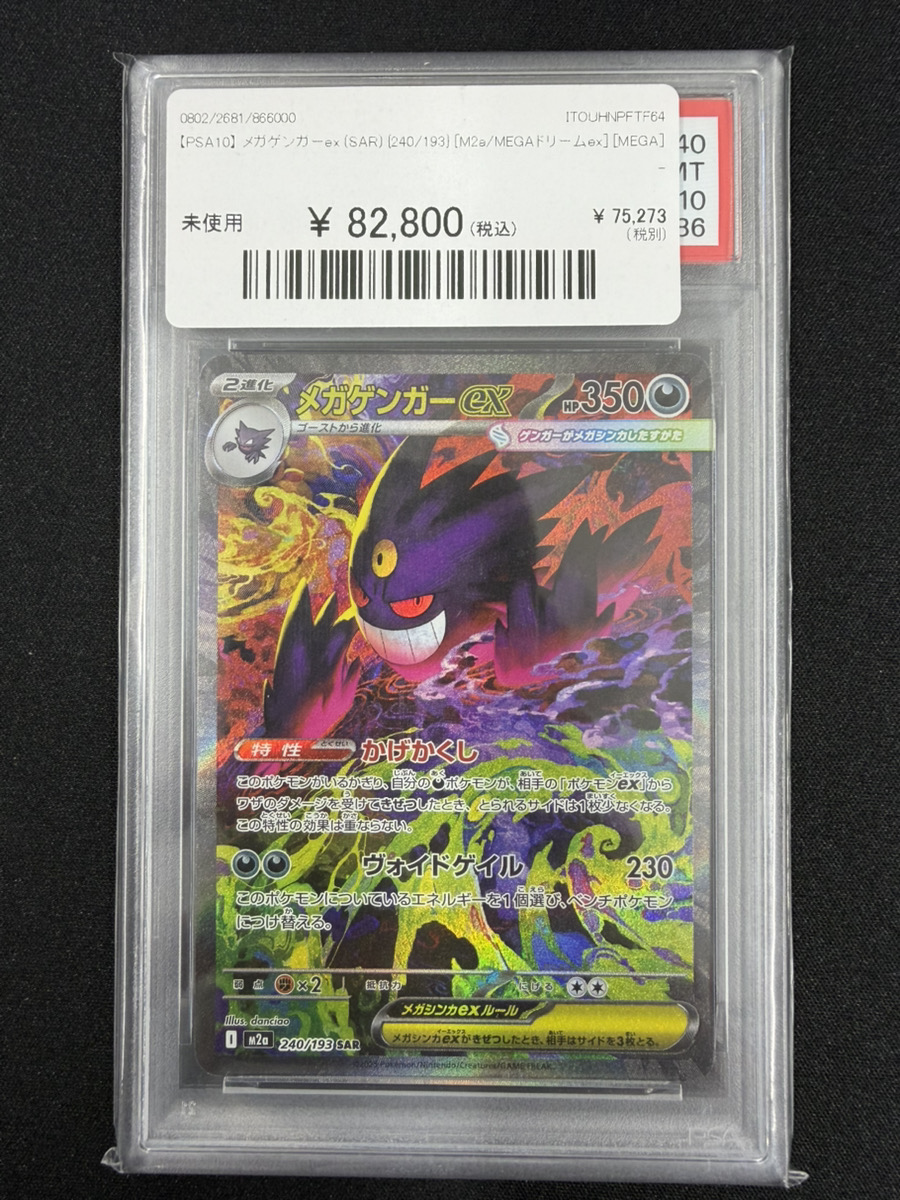 0802/2681/866000 ITOUHNPFTF64
【PSA10】メガゲンガーex(SAR) {240/193} [M2a/MEGAドリームex] [MEGA]
-
未使用 ¥ 82,800(税込) ¥ 75,273
(税別)
40
MT
10
86
2進化 メガゲンガーex HP350
ゴーストから進化 ゲンガーがメガシンカしたすがた
特性 とくせい かげかくし
このポケモンがいるかぎり、自分のポケモンが、相手の「ポケモンex」から
ワザのダメージを受けてきぜつしたとき、とられるサイドは1枚少なくなる。
この特性の効果は重ならない。
ヴォイドゲイル 230
このポケモンについているエネルギーを1個選び、ベンチポケモン
につけ替える。
弱点 ×2 抵抗力 にげる
メガシンカexルール
メガシンカexがきぜつしたとき、相手はサイドを3枚とる。
Illus. danciao
I M2a 240/193 SAR
©2025 Pokémon/Nintendo/Creatures/GAME FREAK.
PSA